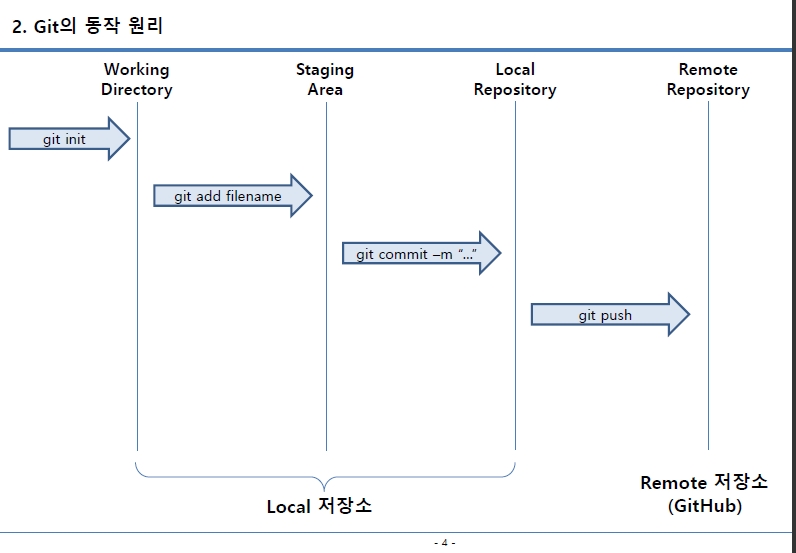 2. Git의 동작 원리
Working
Directory
Staging
Area
Local
Repository
Remote
Repository
git init
git add filename
git commit –m “...”
git push
Local 저장소
Remote 저장소
(GitHub)
- 4 -